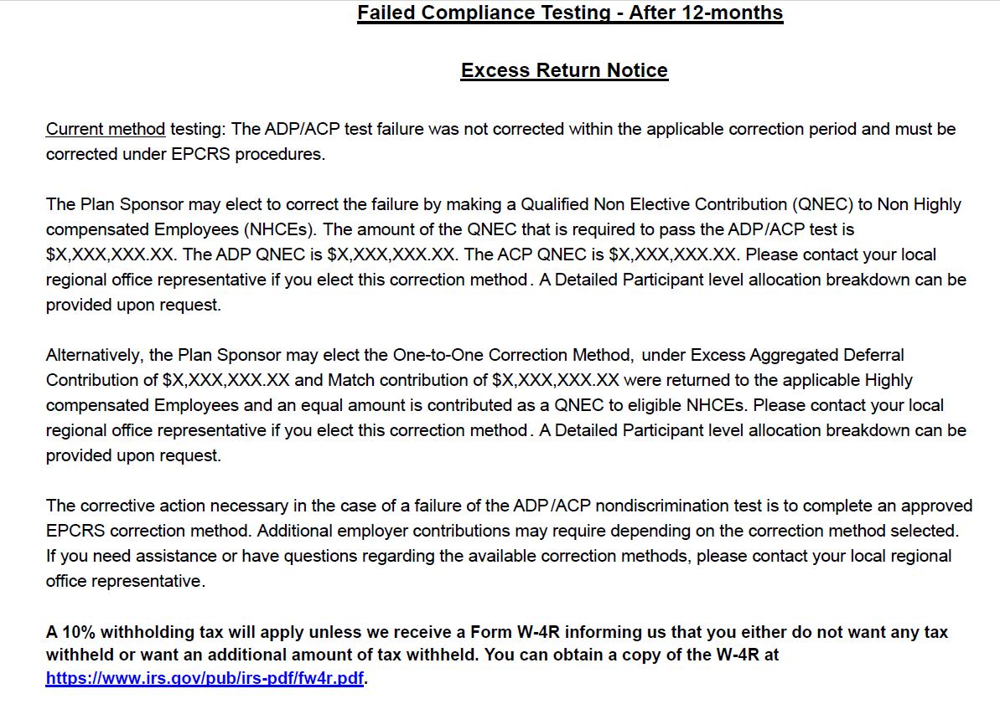 Failed Compliance Testing - After 12-months
Excess Return Notice
Current method testing: The ADP/ACP test failure was not corrected within the applicable correction period and must be
corrected under EPCRS procedures.
The Plan Sponsor may elect to correct the failure by making a Qualified Non Elective Contribution (QNEC) to Non Highly
compensated Employees (NHCEs). The amount of the QNEC that is required to pass the ADP/ACP test is
$X,XXX,XXX.XX. The ADP QNEC is $X,XXX,XXX.XX. The ACP QNEC is $X,XXX,XXX.XX. Please contact your local
regional office representative if you elect this correction method. A Detailed Participant level allocation breakdown can be
provided upon request.
Alternatively, the Plan Sponsor may elect the One-to-One Correction Method, under Excess Aggregated Deferral
Contribution of $X,XXX,XXX.XX and Match contribution of $X,XXX,XXX.XX were returned to the applicable Highly
compensated Employees and an equal amount is contributed as a QNEC to eligible NHCEs. Please contact your local
regional office representative if you elect this correction method. A Detailed Participant level allocation breakdown can be
provided upon request.
The corrective action necessary in the case of a failure of the ADP/ACP nondiscrimination test is to complete an approved
EPCRS correction method. Additional employer contributions may require depending on the correction method selected.
If you need assistance or have questions regarding the available correction methods, please contact your local regional
office representative.
A 10% withholding tax will apply unless we receive a Form W-4R informing us that you either do not want any tax
withheld or want an additional amount of tax withheld. You can obtain a copy of the W-4R at
https://www.irs.gov/pub/irs-pdf/fw4r.pdf.